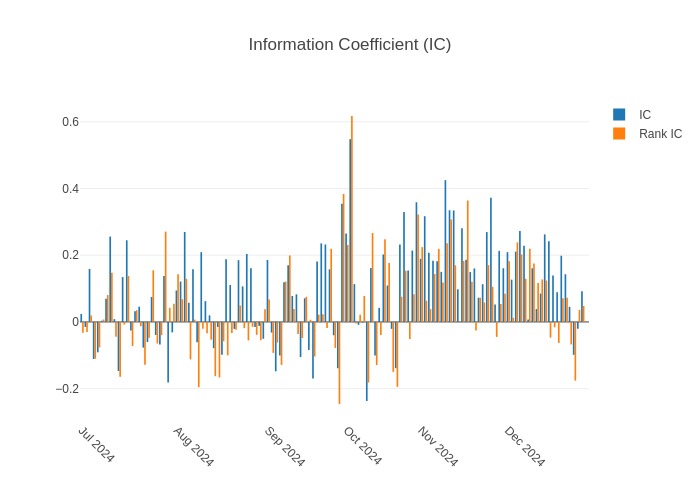 Information Coefficient (IC)
IC
Rank IC
0.6
0.4
0.2
0
−0.2
Jul 2024
Aug 2024
Sep 2024
Oct 2024
Nov 2024
Dec 2024